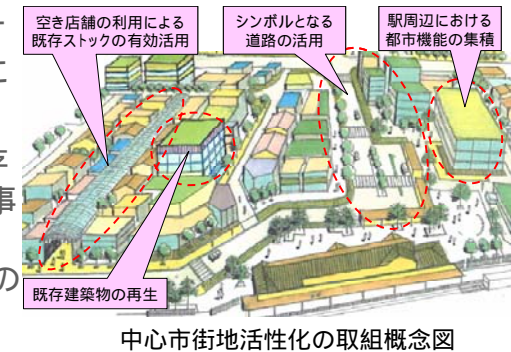 空き店舗の利用による
既存ストックの有効活用
シンボルとなる
道路の活用
駅周辺における
都市機能の集積
既存建築物の再生
中心市街地活性化の取組概念図
こ
事
の